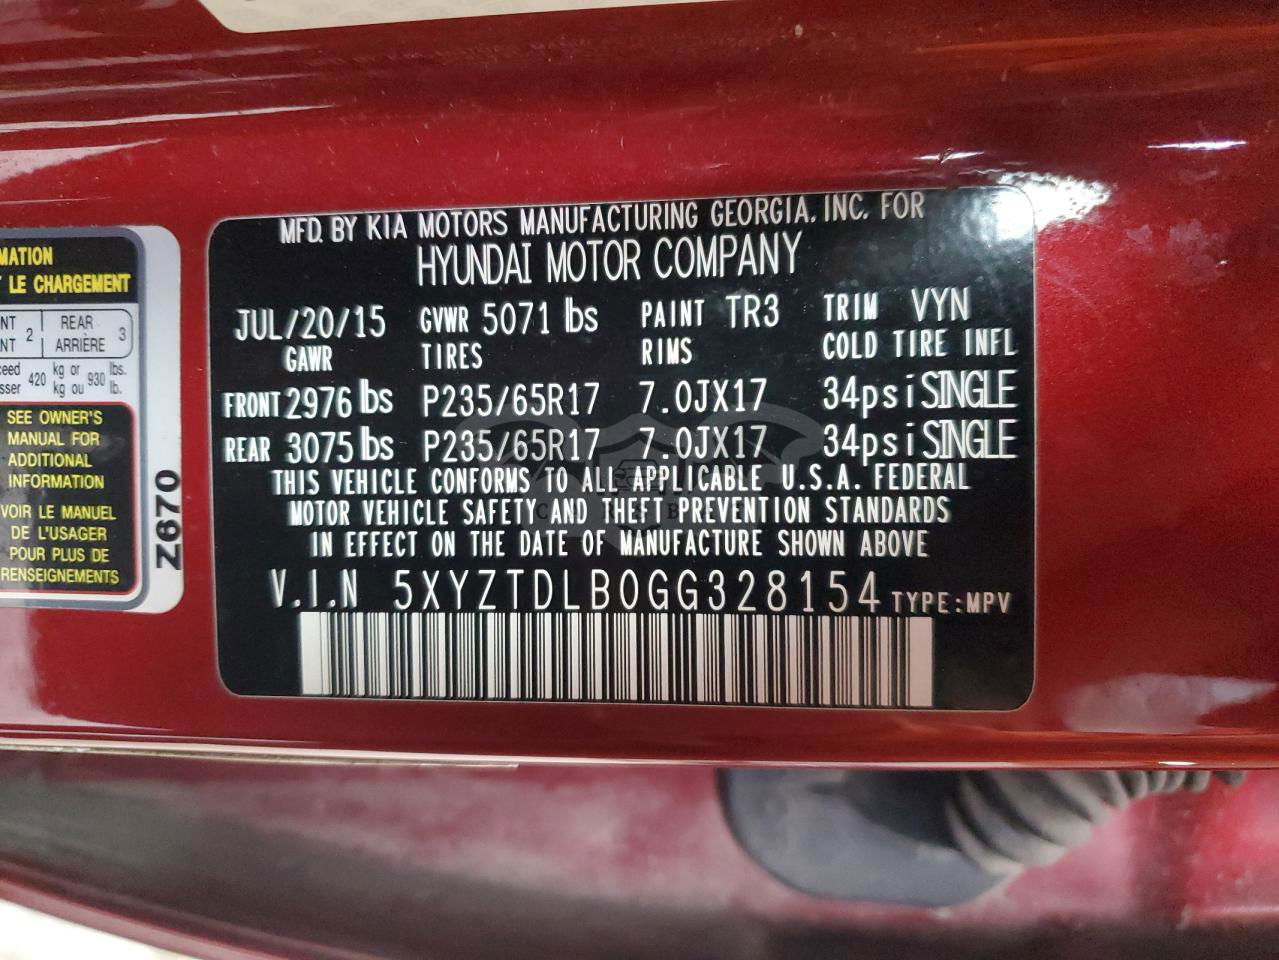 MFD. BY KIA MOTORS MANUFACTURING GEORGIA, INC. FOR
HYUNDAI MOTOR COMPANY
JUL/20/15 GVWR 5071 lbs PAINT TR3 TRIM VYN
GAWR TIRES RIMS COLD TIRE INFL
FRONT 2976 lbs P235/65R17 7.0JX17 34psi SINGLE
REAR 3075 lbs P235/65R17 7.0JX17 34psi SINGLE
THIS VEHICLE CONFORMS TO ALL APPLICABLE U.S.A. FEDERAL
MOTOR VEHICLE SAFETY AND THEFT PREVENTION STANDARDS
IN EFFECT ON THE DATE OF MANUFACTURE SHOWN ABOVE
V.I.N 5XYZTDLB0GG328154 TYPE:MPV
LE CHARGEMENT
2 REAR 3
ARRIÈRE
420 kg or 930 lbs.
kg ou lb.
SEE OWNER'S
MANUAL FOR
ADDITIONAL
INFORMATION
VOIR LE MANUEL
DE L'USAGER
POUR PLUS DE
RENSEIGNEMENTS
Z670